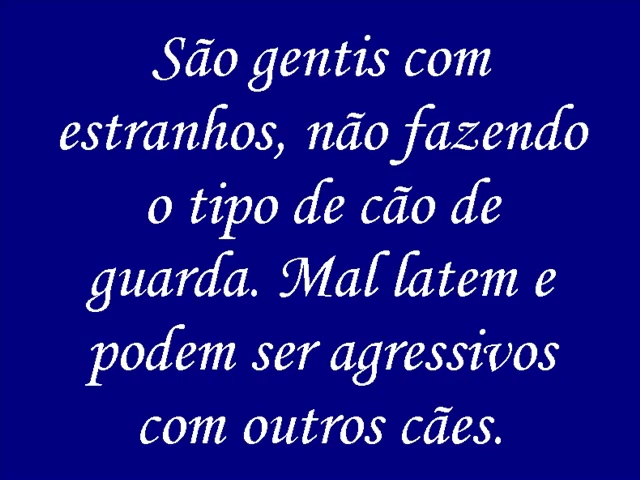 São gentis com
estranhos, não fazendo
o tipo de cão de
guarda. Mal latem e
podem ser agressivos
com outros cães.